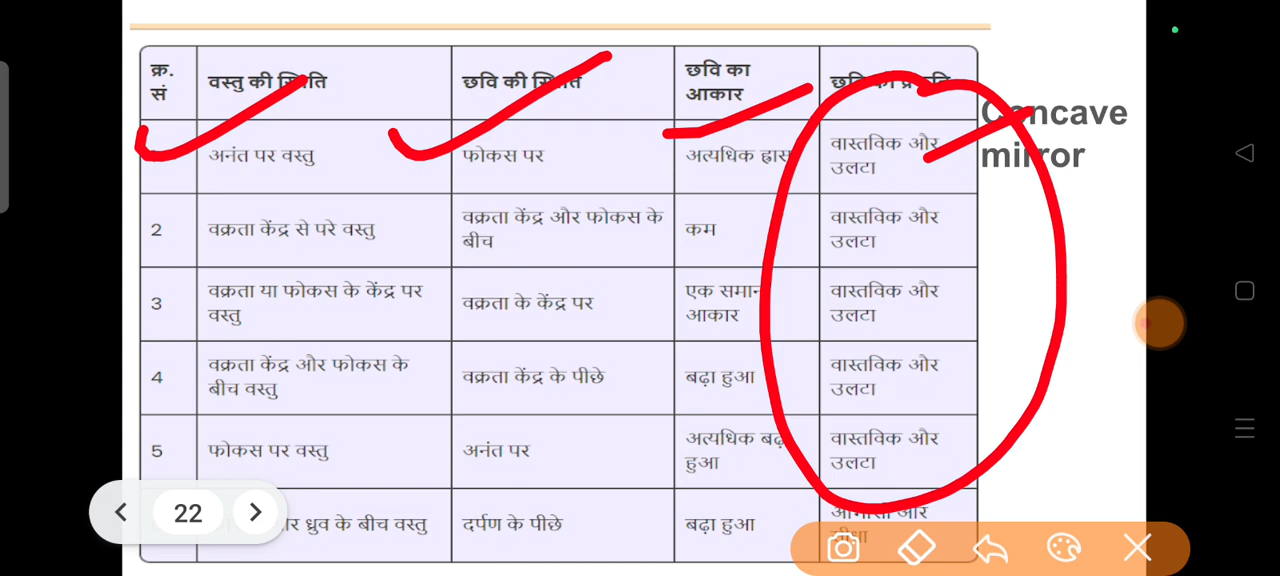 क्र. सं
वस्तु की स्थिति
छवि की स्थिति
छवि का आकार
छवि की प्रकृति
अनंत पर वस्तु
फोकस पर
अत्यधिक ह्रास
वास्तविक और
उलटा
Concave
mirror
2
वक्रता केंद्र से परे वस्तु
वक्रता केंद्र और फोकस के
बीच
कम
वास्तविक और
उलटा
3
वक्रता या फोकस के केंद्र पर
वस्तु
वक्रता के केंद्र पर
एक समान
आकार
वास्तविक और
उलटा
4
वक्रता केंद्र और फोकस के
बीच वस्तु
वक्रता केंद्र के पीछे
बढ़ा हुआ
वास्तविक और
उलटा
5
फोकस पर वस्तु
अनंत पर
अत्यधिक बढ़ा
हुआ
वास्तविक और
उलटा
22
ध्रुव के बीच वस्तु
दर्पण के पीछे
बढ़ा हुआ
आभासी और
सीधा